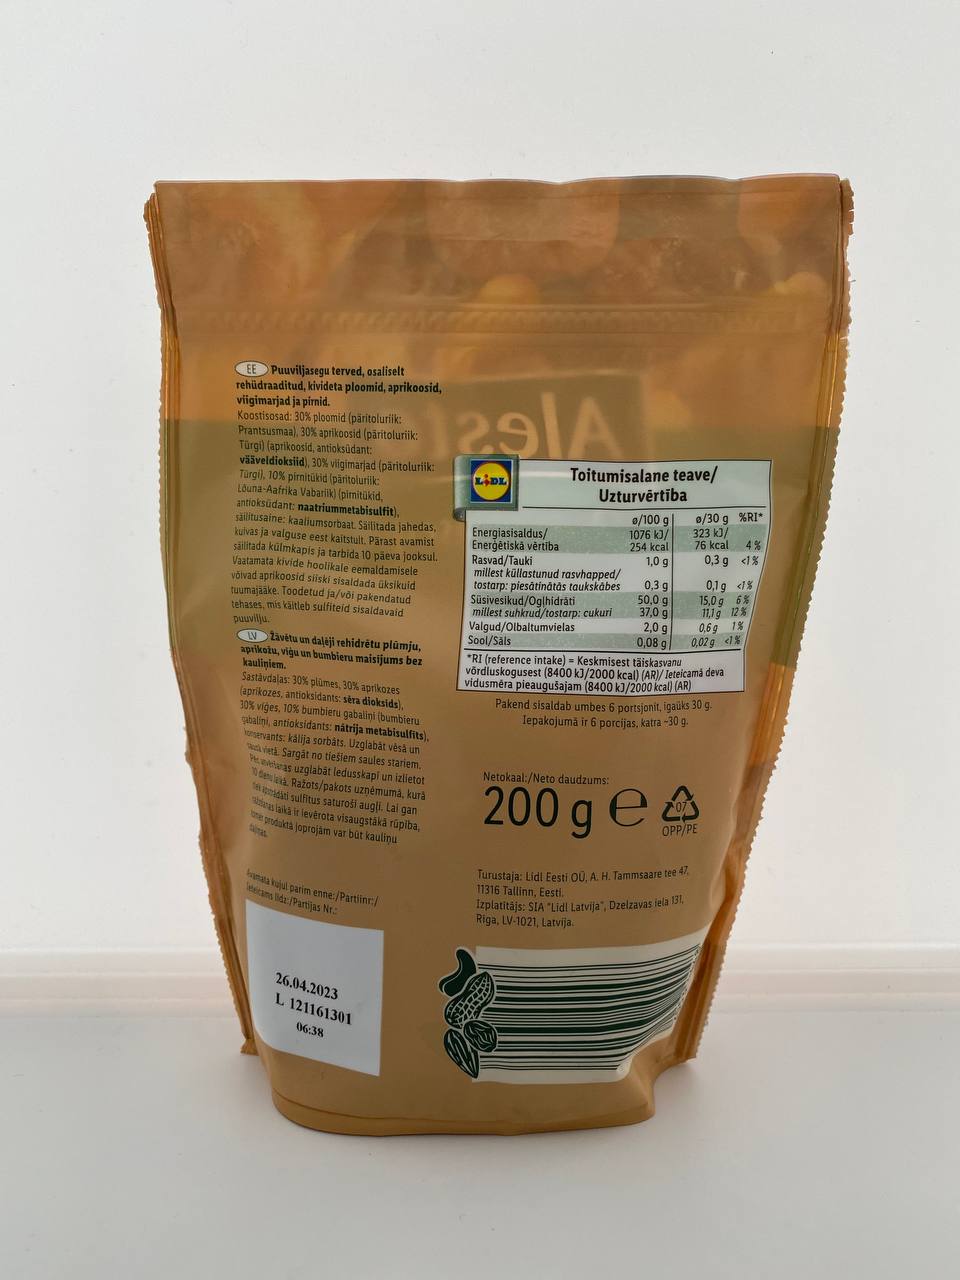 EE Puuviljasegu terved, osaliselt
rehüdraaditud, kivideta ploomid, aprikoosid,
viigimarjad ja pirnid.
Koostisosad: 30% ploomid (päritoluriik:
Prantsusmaa), 30% aprikoosid (päritoluriik:
Türgi) (aprikoosid, antioksüdant:
vääveldioksiid), 30% viigimarjad (päritoluriik:
Türgi), 10% pirnitükid (päritoluriik:
Lõuna-Aafrika Vabariik) (pirnitükid,
antioksüdant: naatriummetabisulfit),
säilitusaine: kaaliumsorbaat. Säilitada jahedas,
kuivas ja valguse eest kaitstult. Pärast avamist
säilitada külmkapis ja tarbida 10 päeva jooksul.
Vaatamata kivide hoolikale eemaldamisele
võivad aprikoosid siiski sisaldada üksikuid
tuumajääke. Toodetud ja/või pakendatud
tehases, mis käitleb sulfiteid sisaldavaid
puuvilju.
LV Žāvētu un daļēji rehidrētu plūmju,
aprikožu, vīģu un bumbieru maisījums bez
kauliņiem.
Sastāvdaļas: 30% plūmes, 30% aprikozes
(aprikozes, antioksidants: sēra dioksīds),
30% vīģes, 10% bumbieru gabaliņi (bumbieru
gabaliņi, antioksidants: nātrija metabisulfīts),
konservants: kālija sorbāts. Uzglabāt vēsā un
sausā vietā. Sargāt no tiešiem saules stariem.
Pēc atvēršanas uzglabāt ledusskapī un izlietot
10 dienu laikā. Ražots/pakots uzņēmumā, kurā
tiek apstrādāti sulfītus saturoši augļi. Lai gan
ražošanas laikā ir ievērota visaugstākā rūpība,
tomēr produktā joprojām var būt kauliņu
daļiņas.
Avamata kujul parim enne:/Partiinr:/
Ieteicams līdz:/Partijas Nr.:
26.04.2023
L 121161301
06:38
Ales
LIDL
Toitumisalane teave/
Uzturvērtība
ø/100 g ø/30 g %RI*
Energiasisaldus/ 1076 kJ/ 323 kJ/
Enerģētiskā vērtība 254 kcal 76 kcal 4%
Rasvad/Tauki 1,0 g 0,3 g <1%
millest küllastunud rasvhapped/
tostarp: piesātinātās taukskābes 0,3 g 0,1 g <1%
Süsivesikud/Ogļhidrāti 50,0 g 15,0 g 6%
millest suhkrud/tostarp: cukuri 37,0 g 11,1 g 12%
Valgud/Olbaltumvielas 2,0 g 0,6 g 1%
Sool/Sāls 0,08 g 0,02 g <1%
*RI (reference intake) = Keskmisest täiskasvanu
võrdluskogusest (8400 kJ/2000 kcal) (AR)/ Ieteicamā deva
vidusmēra pieaugušajam (8400 kJ/2000 kcal) (AR)
Pakend sisaldab umbes 6 portsjonit, igaüks 30 g.
Iepakojumā ir 6 porcijas, katra ~30 g.
Netokaal:/Neto daudzums:
200 g e
07
OPP/PE
Turustaja: Lidl Eesti OÜ, A. H. Tammsaare tee 47,
11316 Tallinn, Eesti.
Izplatītājs: SIA "Lidl Latvija", Dzelzavas iela 131,
Rīga, LV-1021, Latvija.